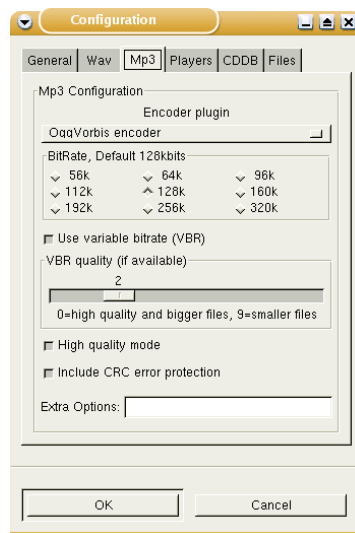 Configuration
General Wav Mp3 Players CDDB Files
Mp3 Configuration
Encoder plugin
OggVorbis encoder
BitRate, Default 128kbits
56k 64k 96k
112k 128k 160k
192k 256k 320k
Use variable bitrate (VBR)
VBR quality (if available)
2
0=high quality and bigger files, 9=smaller files
High quality mode
Include CRC error protection
Extra Options:
OK Cancel